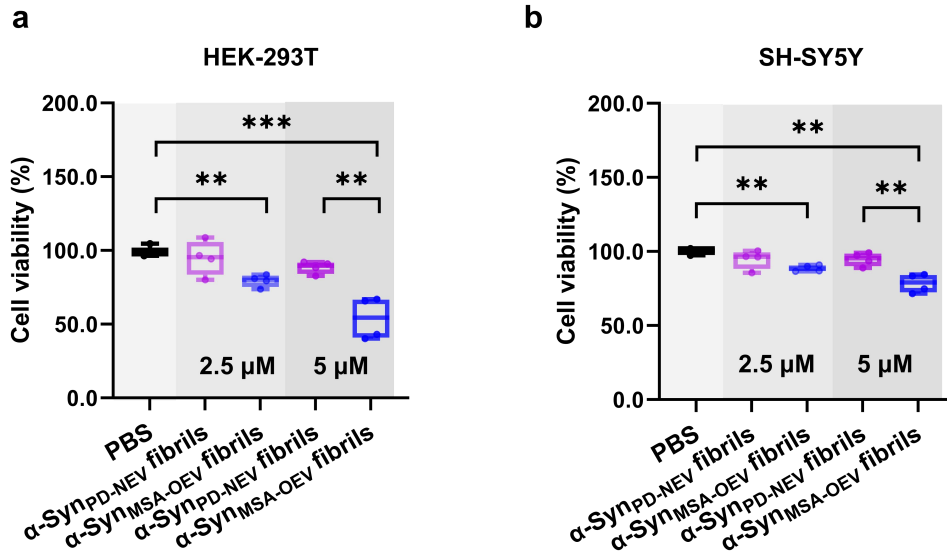 a
HEK-293T
Cell viability (%)
200.0
150.0
100.0
50.0
0.0
***
**
**
2.5 µM
5 µM
PBS
α-SynPD-NEV fibrils
α-SynMSA-OEV fibrils
α-SynPD-NEV fibrils
α-SynMSA-OEV fibrils
b
SH-SY5Y
Cell viability (%)
200.0
150.0
100.0
50.0
0.0
**
**
**
2.5 µM
5 µM
PBS
α-SynPD-NEV fibrils
α-SynMSA-OEV fibrils
α-SynPD-NEV fibrils
α-SynMSA-OEV fibrils